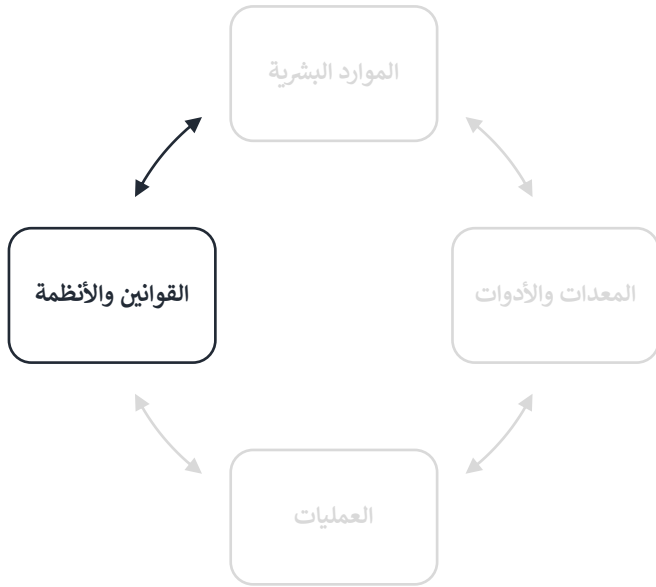 الموارد البشرية
المعدات والأدوات
القوانين والأنظمة
العمليات